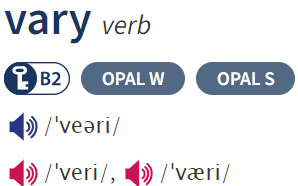 vary verb
B2 OPAL W OPAL S
/ˈveəri/
/ˈveri/, /ˈværi/